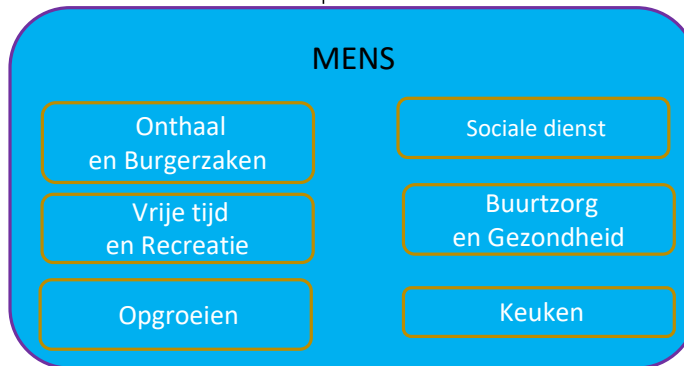 MENS
Onthaal
en Burgerzaken
Sociale dienst
Vrije tijd
en Recreatie
Buurtzorg
en Gezondheid
Opgroeien
Keuken